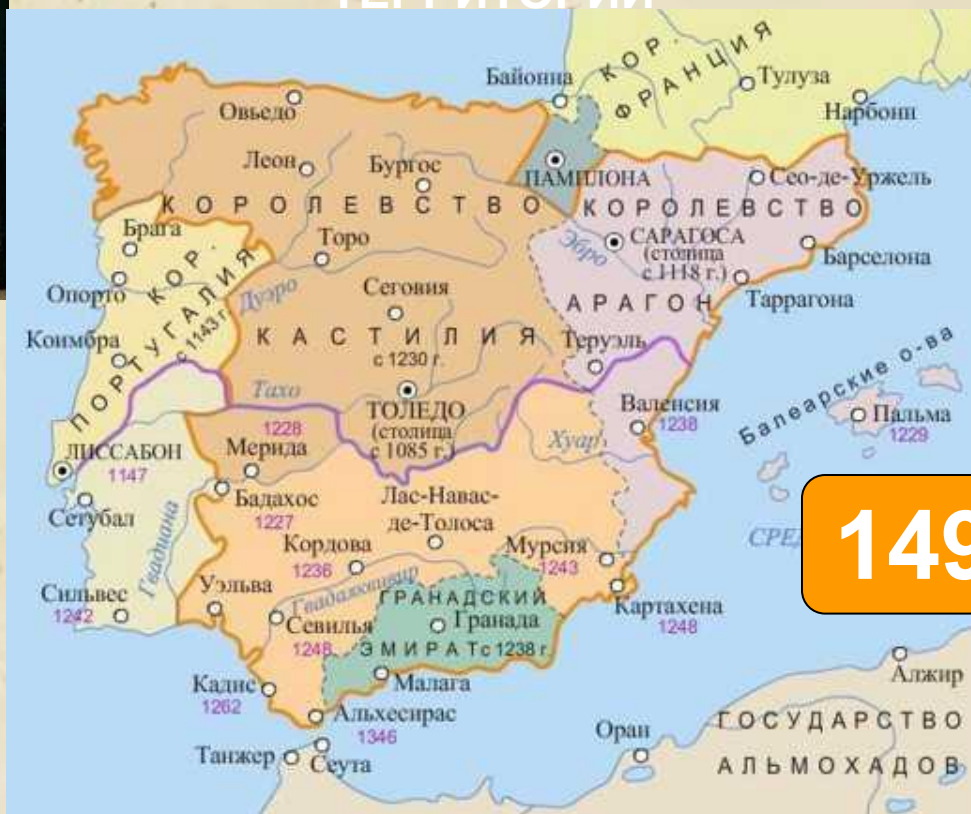 ТЕРРИТОРИЙ
КОР.
ФРАНЦИЯ
Байонна
Тулуза
Нарбонн
Овьедо
Леон
Бургос
ПАМПЛОНА
Сео-де-Уржель
КОРОЛЕВСТВО
КОРОЛЕВСТВО
Брага
Торо
Эбро
САРАГОСА
(столица
с 1118 г.)
Барселона
Опорто
КОР.
ПОРТУГАЛИЯ
с 1143 г.
Дуэро
Сеговия
АРАГОН
Таррагона
Коимбра
КАСТИЛИЯ
с 1230 г.
Теруэль
Балеарские о-ва
Тахо
ТОЛЕДО
(столица
с 1085 г.)
Валенсия
1238
Пальма
1229
1228
Мерида
Хуар
ЛИССАБОН
1147
Бадахос
1227
Лас-Навас-
де-Толоса
Сетубал
Гвадиана
СРЕД
149
Кордова
1236
Мурсия
1243
Сильвес
1242
Уэльва
Гвадалквивир
ГРАНАДСКИЙ
Картахена
1248
Севилья
1248
Гранада
ЭМИРАТ с 1238 г.
Кадис
1262
Малага
Алжир
Альхесирас
1346
Оран
ГОСУДАРСТВО
АЛЬМОХАДОВ
Танжер
Сеута